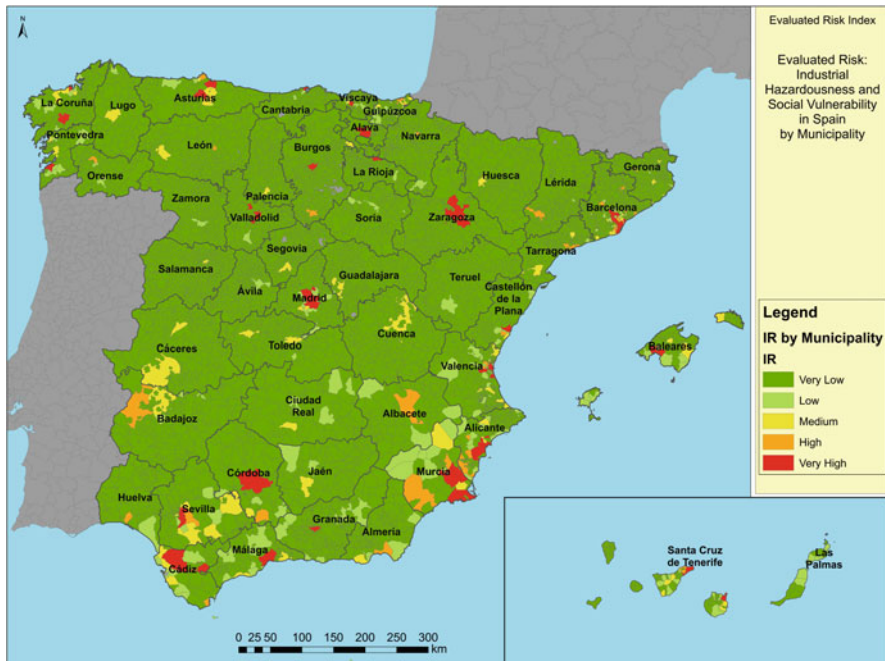 N
Evaluated Risk Index
Evaluated Risk:
Industrial
Hazardousness and
Social Vulnerability
in Spain
by Municipality
La Coruña
Lugo
Asturias
Cantabria
Viscaya
Guipúzcoa
Alava
Navarra
Pontevedra
León
Burgos
Orense
La Rioja
Huesca
Lérida
Gerona
Zamora
Palencia
Valladolid
Soria
Zaragoza
Barcelona
Segovia
Tarragona
Salamanca
Ávila
Guadalajara
Teruel
Madrid
Castellón
de la
Plana
Cuenca
Cáceres
Toledo
Baleares
Valencia
Ciudad
Real
Albacete
Badajoz
Alicante
Córdoba
Jaén
Murcia
Huelva
Sevilla
Granada
Almería
Málaga
Cádiz
Legend
IR by Municipality
IR
Very Low
Low
Medium
High
Very High
Santa Cruz
de Tenerife
Las
Palmas
0 25 50 100 150 200 250 300
km